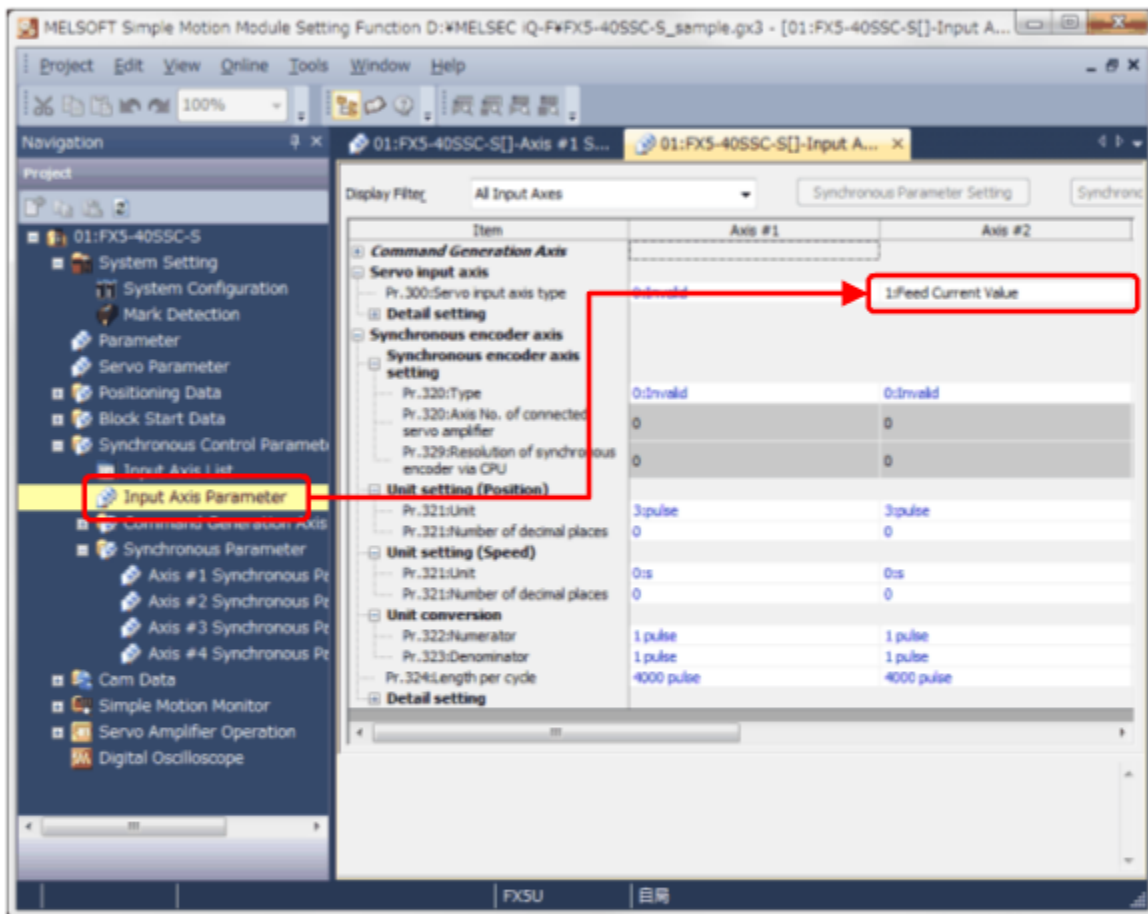 MELSOFT Simple Motion Module Setting Function D:¥MELSEC iQ-F¥FX5-40SSC-S_sample.gx3 - [01:FX5-40SSC-S[]-Input A...
Project Edit View Online Tools Window Help
100%
Navigation
01:FX5-40SSC-S[]-Axis #1 S...
01:FX5-40SSC-S[]-Input A...
Project
01:FX5-40SSC-S
System Setting
System Configuration
Mark Detection
Parameter
Servo Parameter
Positioning Data
Block Start Data
Synchronous Control Paramet
Input Axis List
Input Axis Parameter
Command Generation Axis
Synchronous Parameter
Axis #1 Synchronous Pa
Axis #2 Synchronous Pa
Axis #3 Synchronous Pa
Axis #4 Synchronous Pa
Cam Data
Simple Motion Monitor
Servo Amplifier Operation
Digital Oscilloscope
Display Filter All Input Axes Synchronous Parameter Setting Synchrono
Item Axis #1 Axis #2
Command Generation Axis
Servo input axis
Pr.300:Servo input axis type 0:Invalid 1:Feed Current Value
Detail setting
Synchronous encoder axis
Synchronous encoder axis
setting
Pr.320:Type 0:Invalid 0:Invalid
Pr.320:Axis No. of connected
servo amplifier 0 0
Pr.329:Resolution of synchronous
encoder via CPU 0 0
Unit setting (Position)
Pr.321:Unit 3:pulse 3:pulse
Pr.321:Number of decimal places 0 0
Unit setting (Speed)
Pr.321:Unit 0:s 0:s
Pr.321:Number of decimal places 0 0
Unit conversion
Pr.322:Numerator 1 pulse 1 pulse
Pr.323:Denominator 1 pulse 1 pulse
Pr.324:Length per cycle 4000 pulse 4000 pulse
Detail setting
FX5U 自局